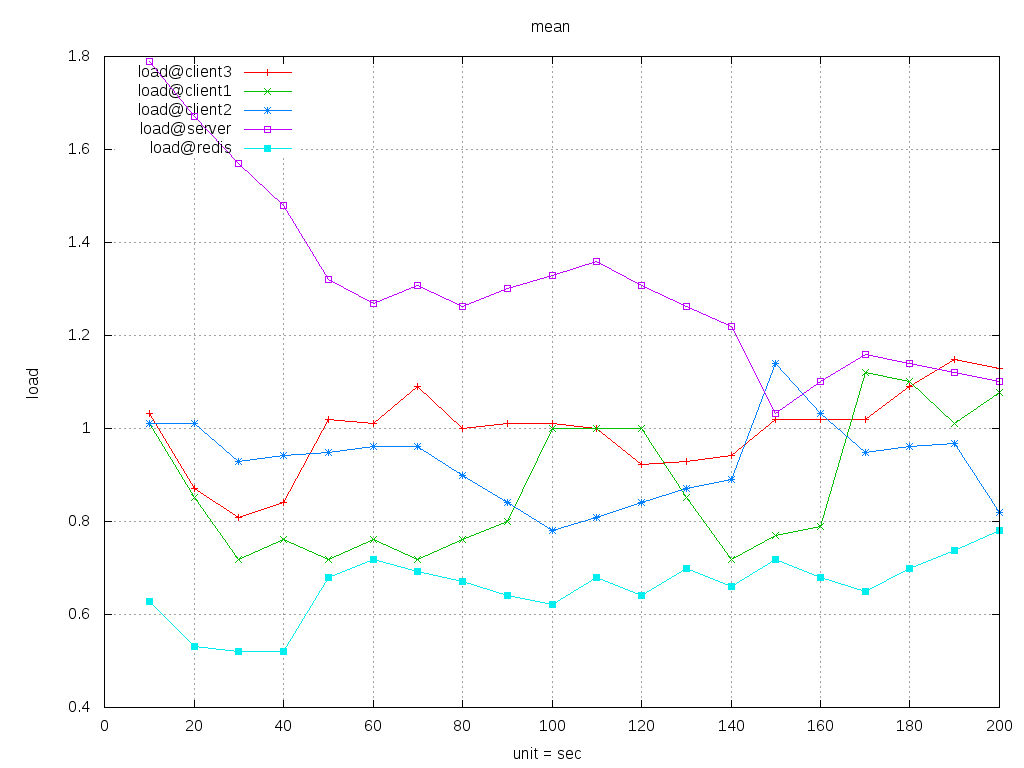 mean
1.8
1.6
1.4
1.2
1
0.8
0.6
0.4
load
load@client3
load@client1
load@client2
load@server
load@redis
0 20 40 60 80 100 120 140 160 180 200
unit = sec